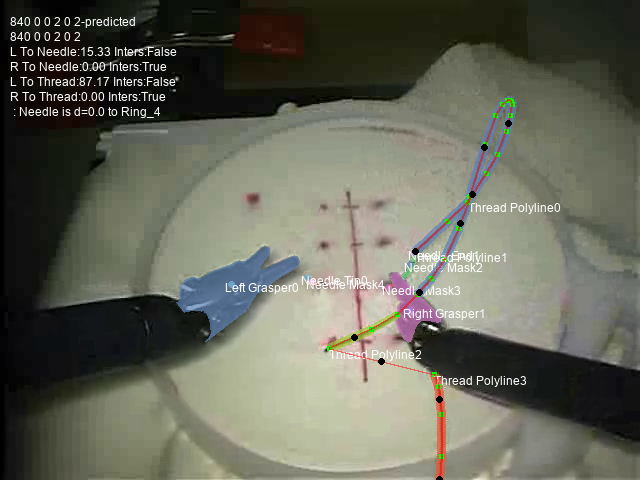 840 0 0 2 0 2-predicted
840 0 0 2 0 2
L To Needle:15.33 Inters:False
R To Needle:0.00 Inters:True
L To Thread:87.17 Inters:False
R To Thread:0.00 Inters:True
: Needle is d=0.0 to Ring_4
Thread Polyline0
Thread Polyline1
Needle Mask2
Needle Tip0
Needle Mask4
Left Grasper0
Needle Mask3
Right Grasper1
Thread Polyline2
Thread Polyline3